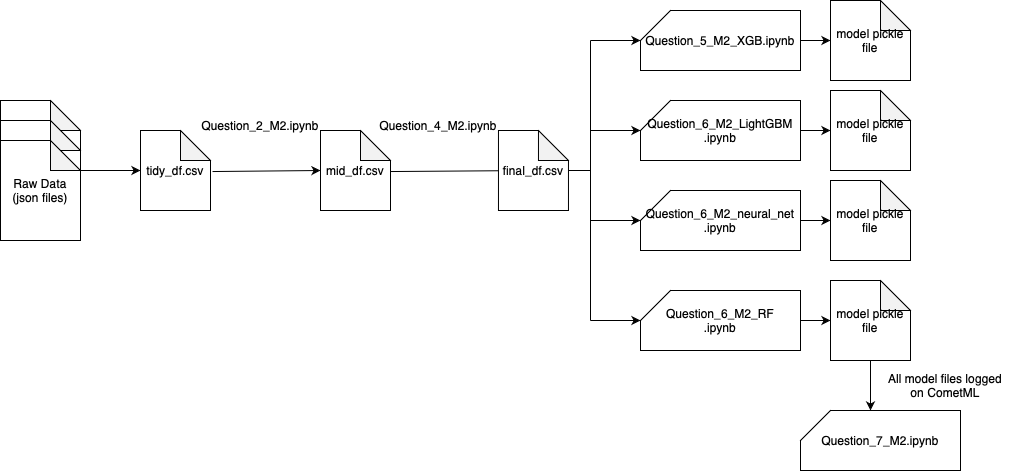 Question_5_M2_XGB.ipynb
model pickle
file
Question_2_M2.ipynb
Question_4_M2.ipynb
Question_6_M2_LightGBM
.ipynb
model pickle
file
Raw Data
(json files)
tidy_df.csv
mid_df.csv
final_df.csv
Question_6_M2_neural_net
.ipynb
model pickle
file
Question_6_M2_RF
.ipynb
model pickle
file
All model files logged
on CometML
Question_7_M2.ipynb